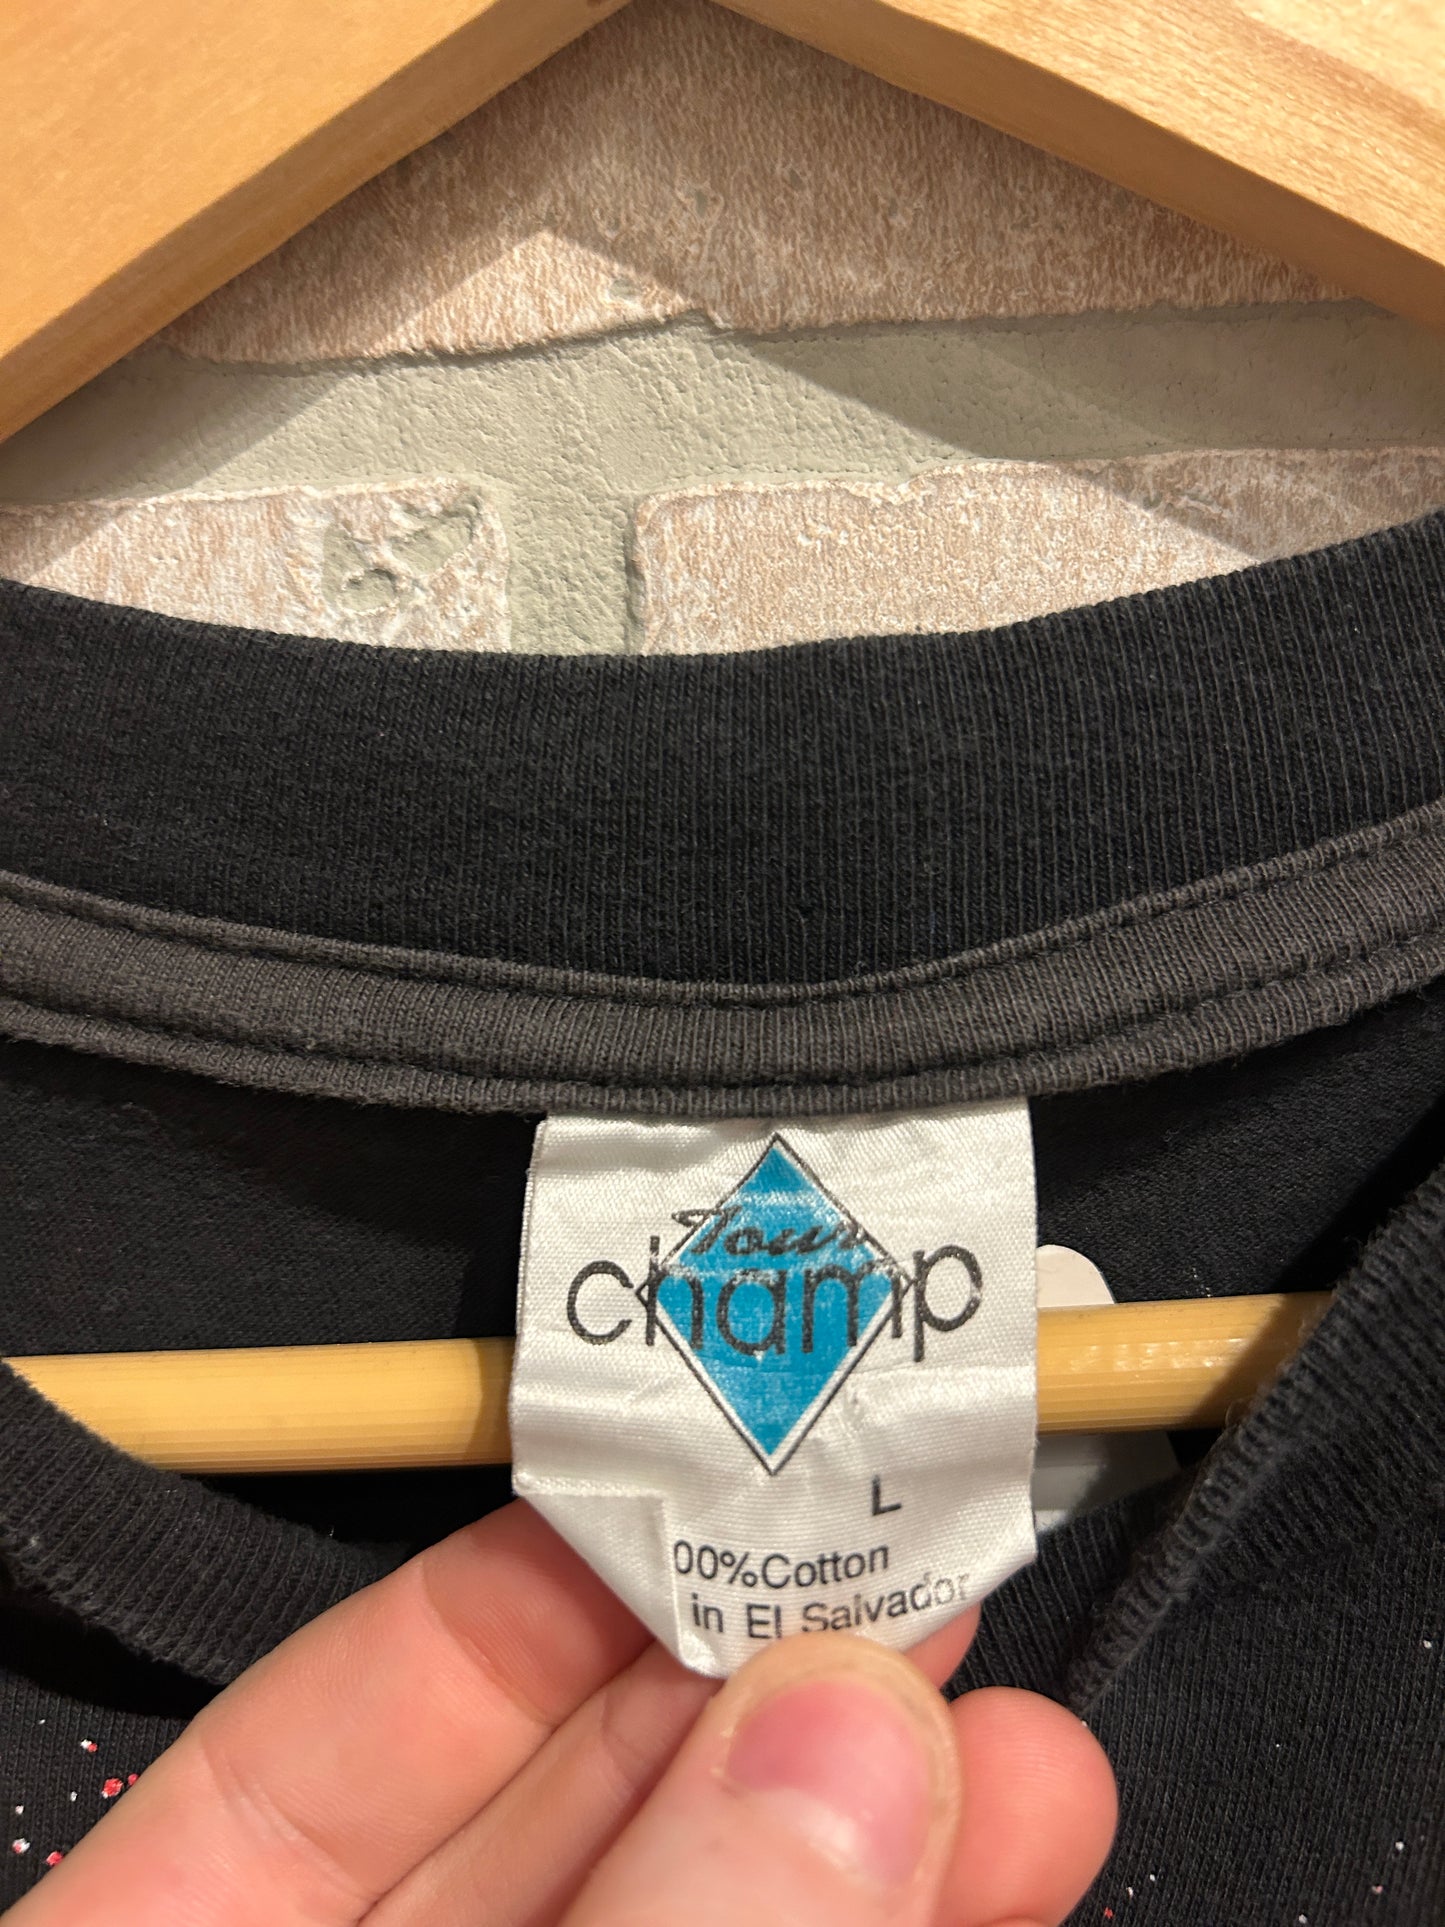 Tour
champ
L
00%Cotton
in El Salvador